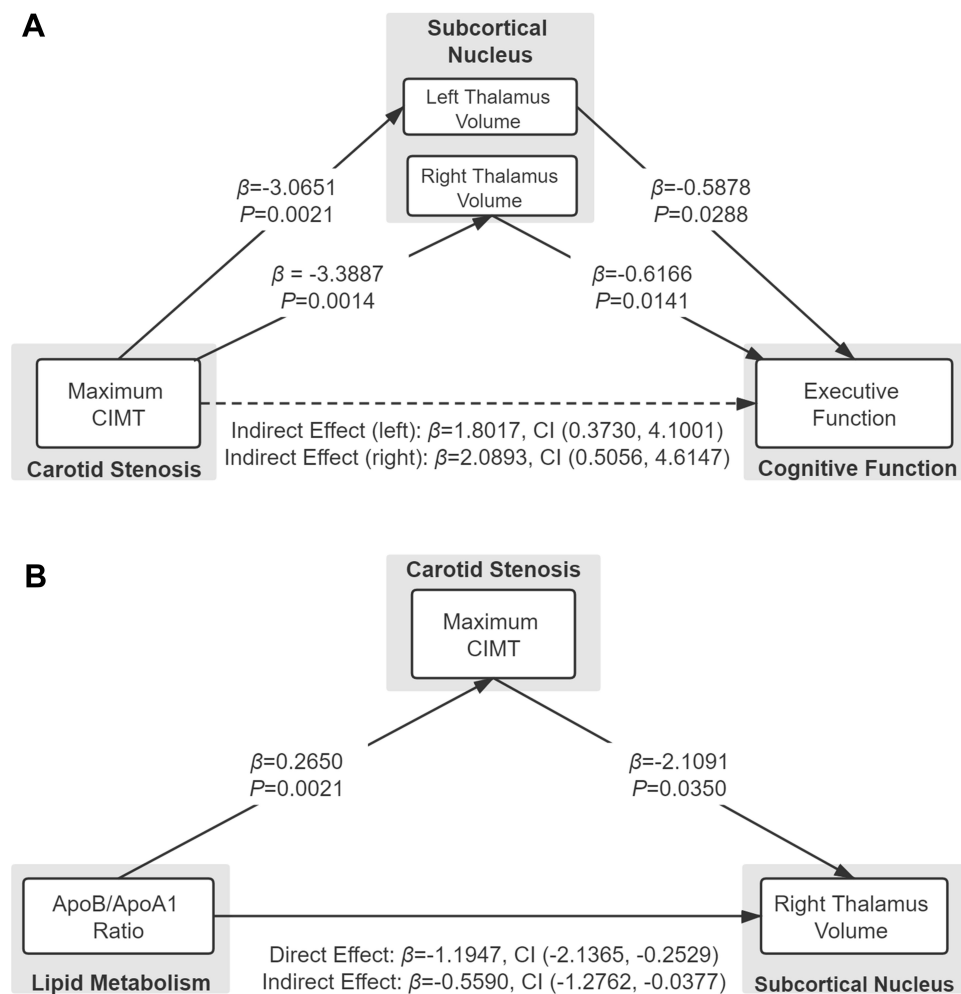 A
Subcortical
Nucleus
Left Thalamus
Volume
Right Thalamus
Volume
β=-3.0651
P=0.0021
β=-0.5878
P=0.0288
β = -3.3887
P=0.0014
β=-0.6166
P=0.0141
Maximum
CIMT
Carotid Stenosis
Executive
Function
Cognitive Function
Indirect Effect (left): β=1.8017, CI (0.3730, 4.1001)
Indirect Effect (right): β=2.0893, CI (0.5056, 4.6147)
B
Carotid Stenosis
Maximum
CIMT
β=0.2650
P=0.0021
β=-2.1091
P=0.0350
ApoB/ApoA1
Ratio
Lipid Metabolism
Right Thalamus
Volume
Subcortical Nucleus
Direct Effect: β=-1.1947, CI (-2.1365, -0.2529)
Indirect Effect: β=-0.5590, CI (-1.2762, -0.0377)